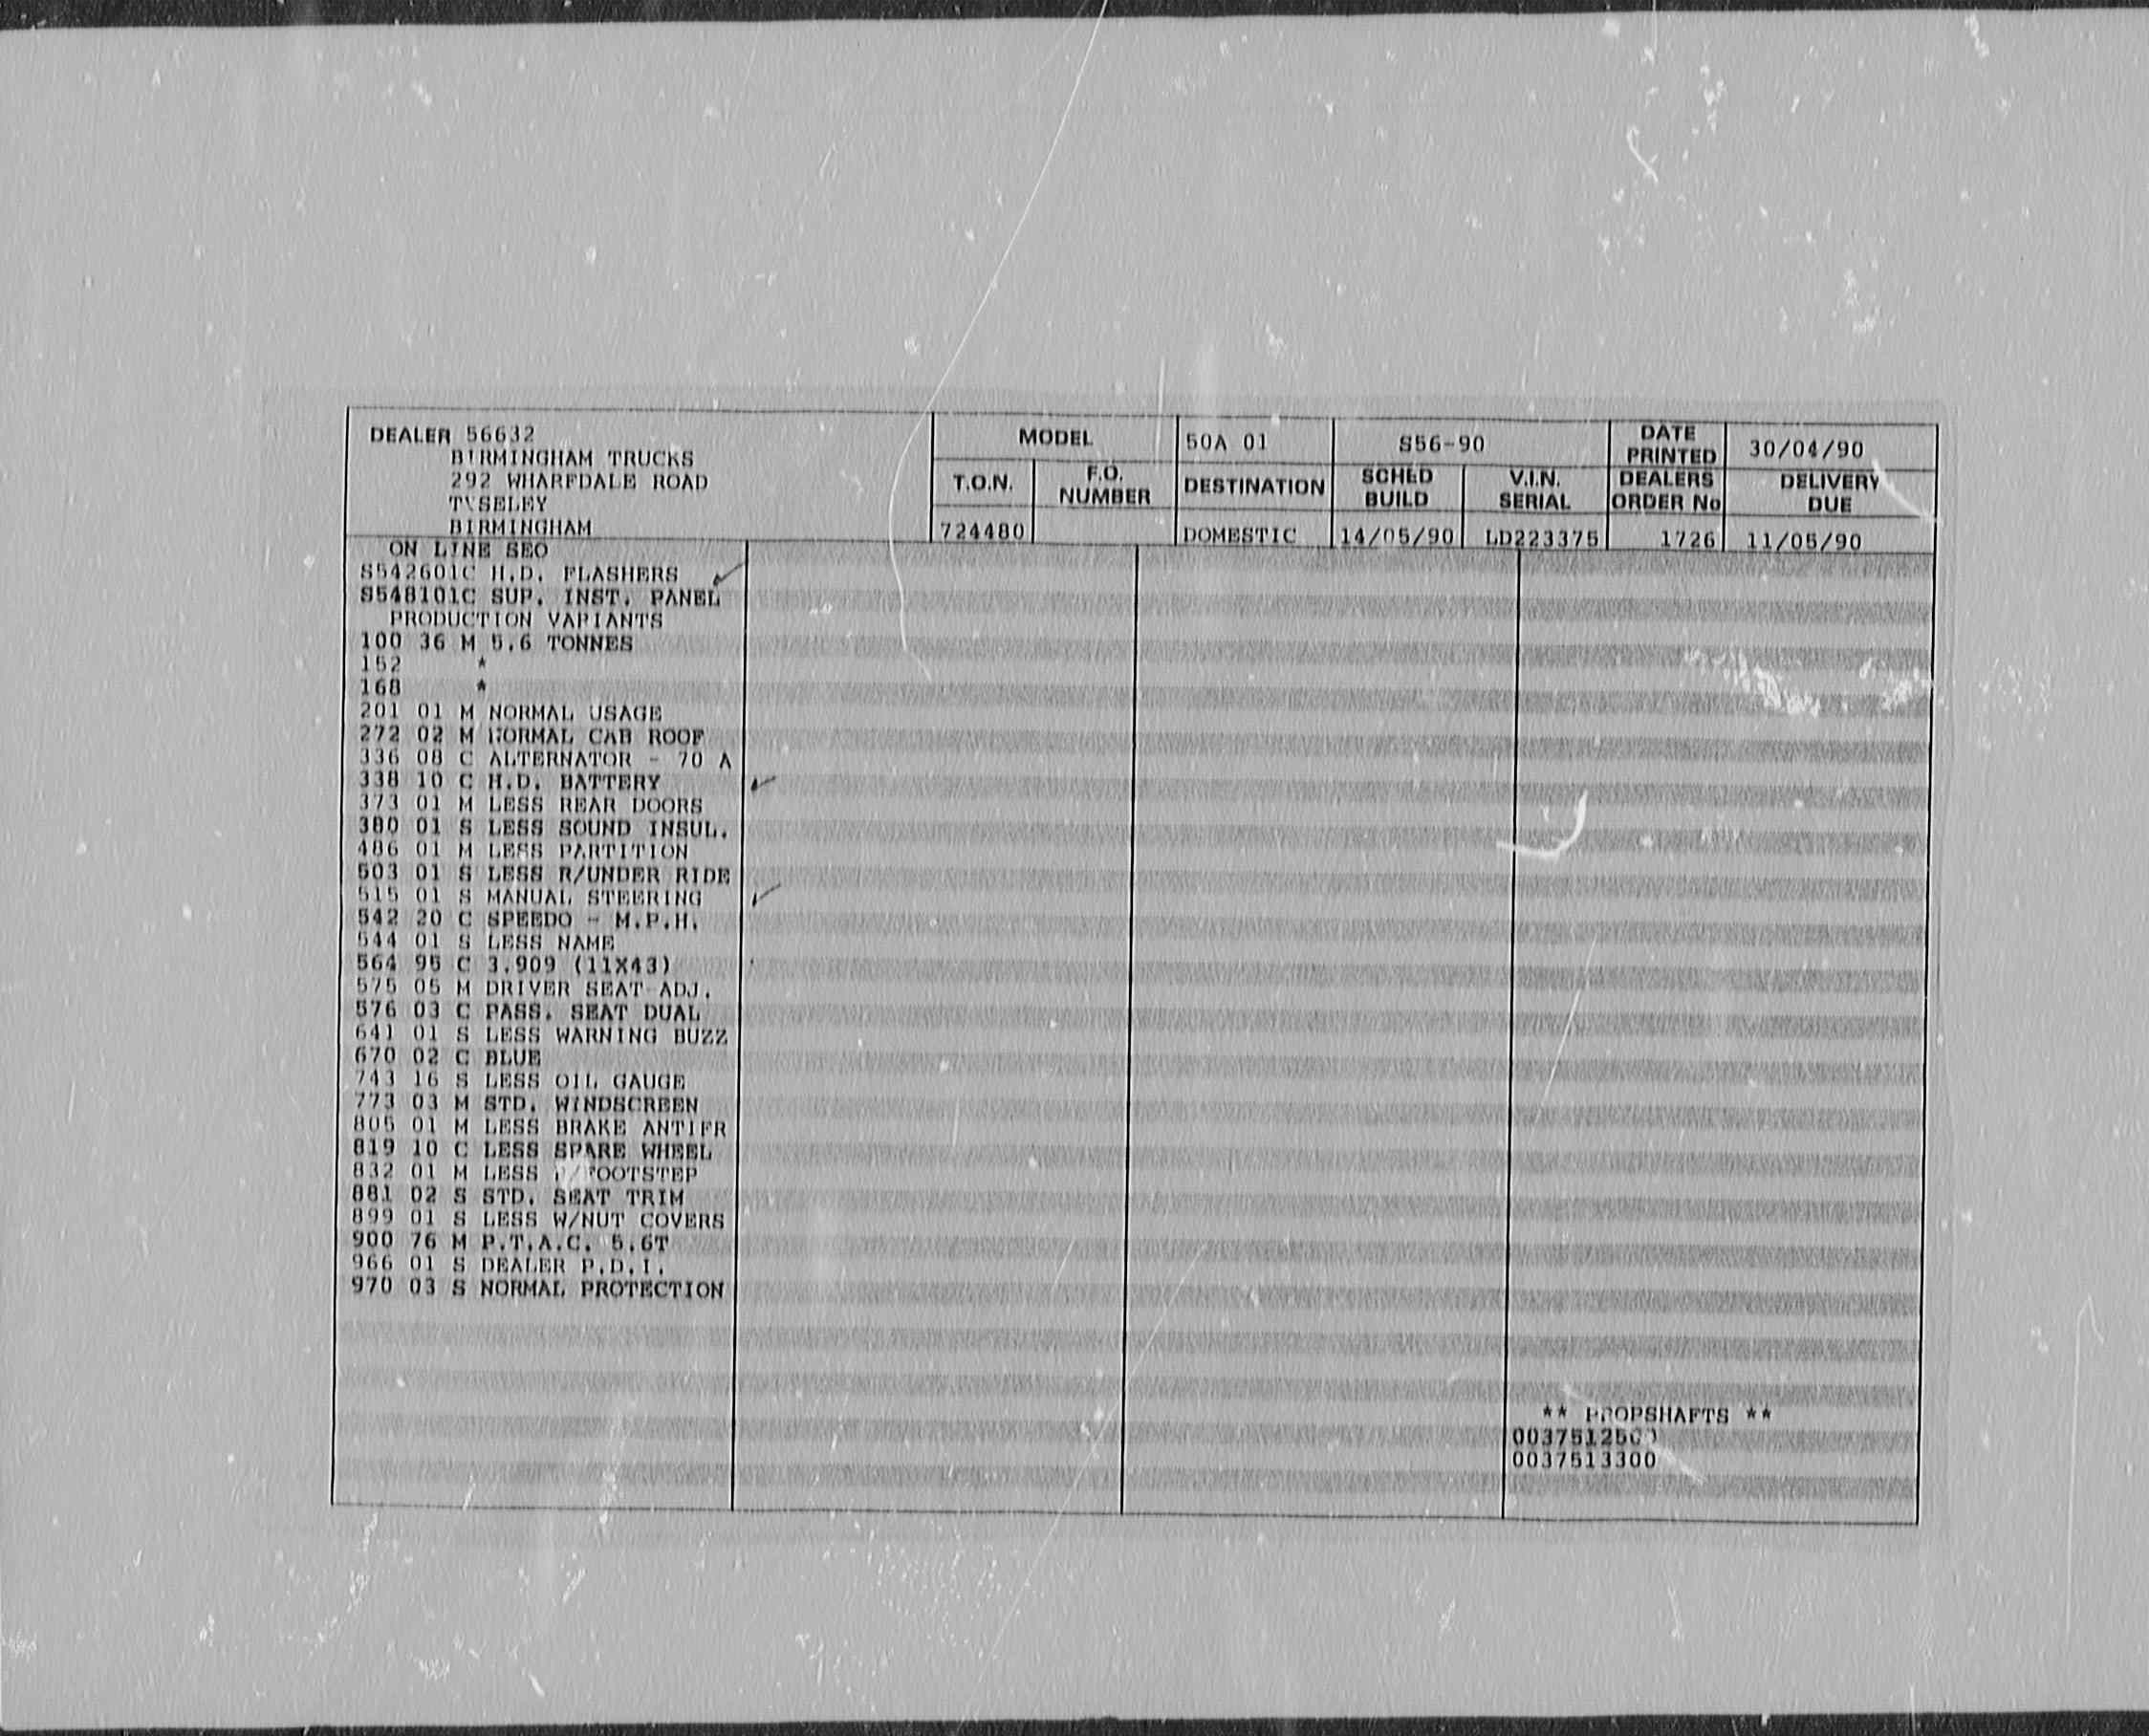 DEALER 56632
BIRMINGHAM TRUCKS
292 WHARFDALE ROAD
TYSELEY
BIRMINGHAM
MODEL 50A 01 S56-90 DATE PRINTED 30/04/90
T.O.N. F.O. NUMBER DESTINATION SCHED BUILD V.I.N. SERIAL DEALERS ORDER No DELIVERY DUE
724480 DOMESTIC 14/05/90 LD223375 1726 11/05/90
ON LINE SEO
S542601C H.D. FLASHERS
S548101C SUP. INST. PANEL
PRODUCTION VARIANTS
100 36 M 5.6 TONNES
152 *
168 *
201 01 M NORMAL USAGE
272 02 M NORMAL CAB ROOF
336 08 C ALTERNATOR - 70 A
338 10 C H.D. BATTERY
373 01 M LESS REAR DOORS
380 01 S LESS SOUND INSUL.
486 01 M LESS PARTITION
503 01 S LESS R/UNDER RIDE
515 01 S MANUAL STEERING
542 20 C SPEEDO - M.P.H.
544 01 S LESS NAME
564 95 C 3.909 (11X43)
575 05 M DRIVER SEAT ADJ.
576 03 C PASS. SEAT DUAL
641 01 S LESS WARNING BUZZ
670 02 C BLUE
743 16 S LESS OIL GAUGE
773 03 M STD. WINDSCREEN
805 01 M LESS BRAKE ANTIFR
819 10 C LESS SPARE WHEEL
832 01 M LESS FOOTSTEP
881 02 S STD. SEAT TRIM
899 01 S LESS W/NUT COVERS
900 76 M P.T.A.C. 5.6T
966 01 S DEALER P.D.I.
970 03 S NORMAL PROTECTION
** PROPSHAFTS **
0037513300